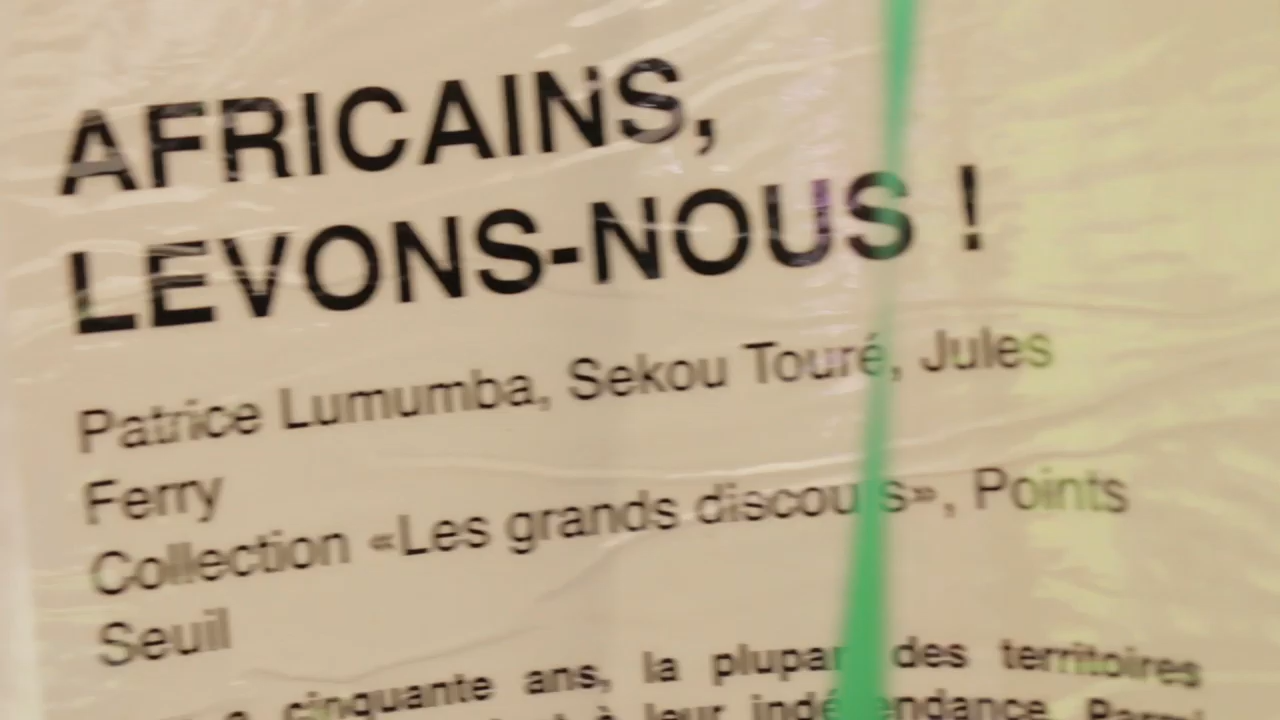 AFRICAINS,
LEVONS-NOUS !
Patrice Lumumba, Sekou Touré, Jules
Ferry
Collection «Les grands discours», Points
Seuil
a cinquante ans, la plupart des territoires
à leur indépendance. Parmi